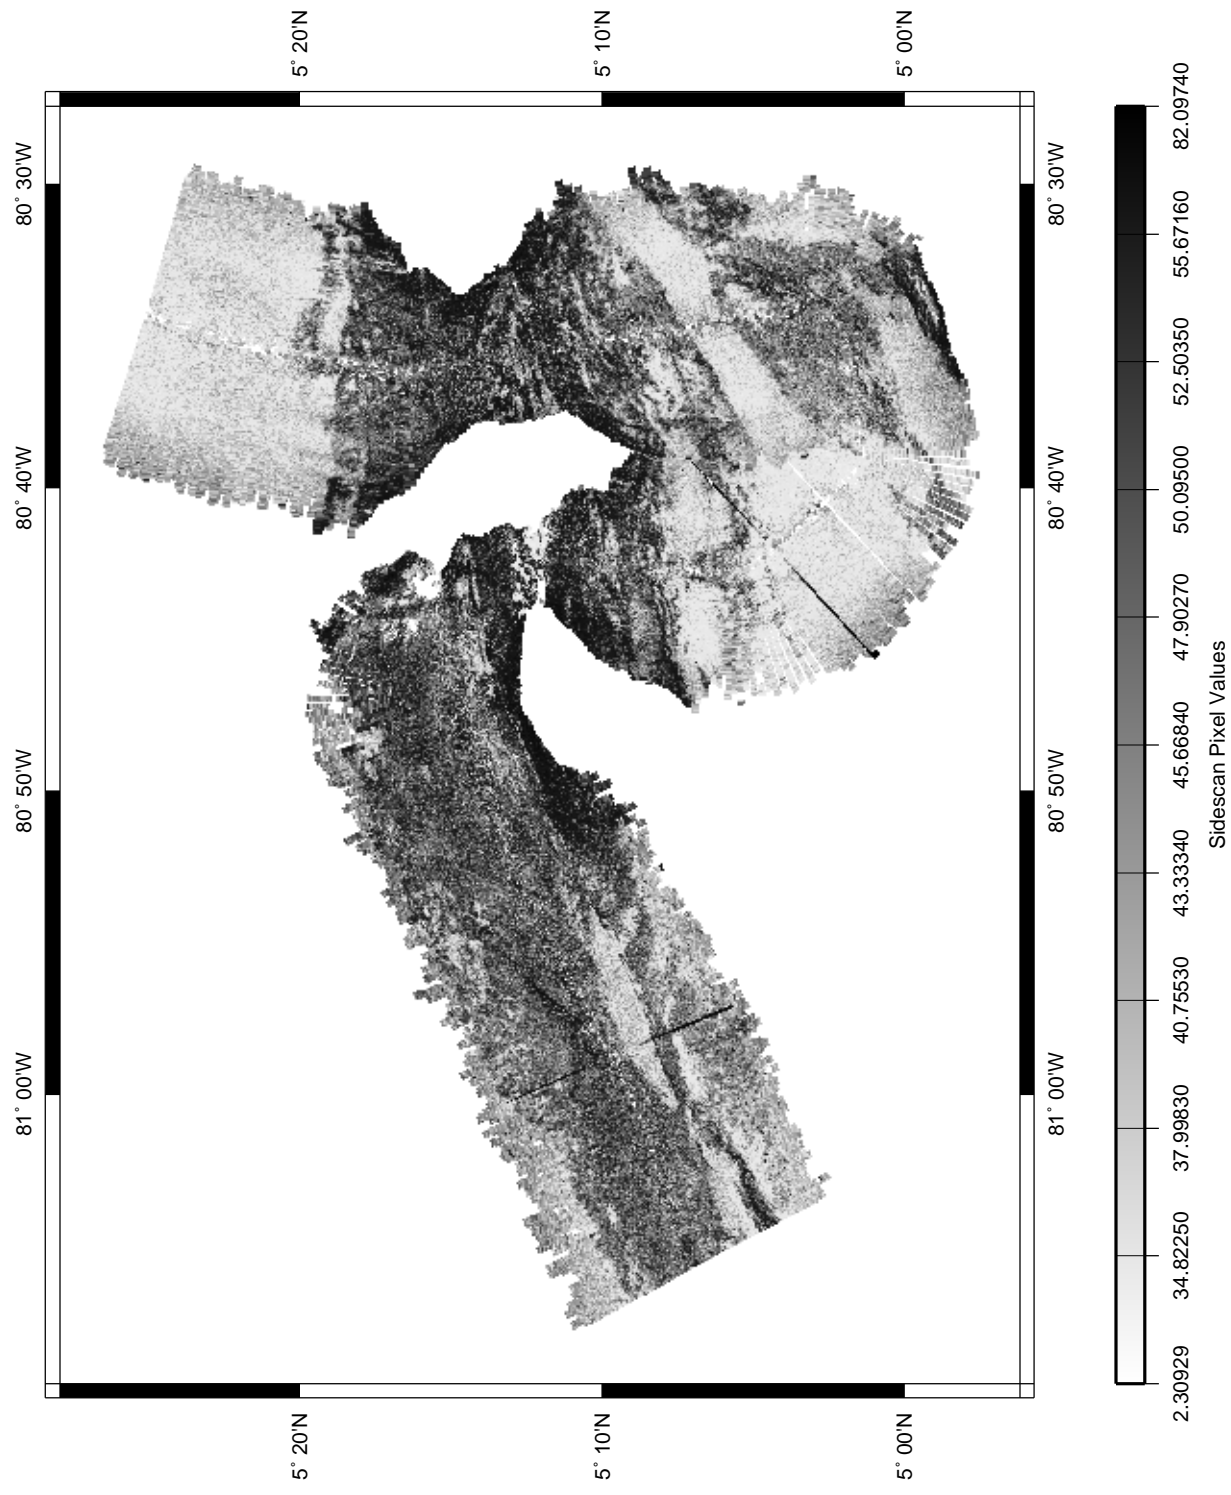 81° 00'W
80° 50'W
80° 40'W
80° 30'W
5° 20'N
5° 20'N
5° 10'N
5° 10'N
5° 00'N
5° 00'N
81° 00'W
80° 50'W
80° 40'W
80° 30'W
2.30929
34.82250
37.99830
40.75530
43.33340
45.66840
47.90270
50.09500
52.50350
55.67160
82.09740
Sidescan Pixel Values